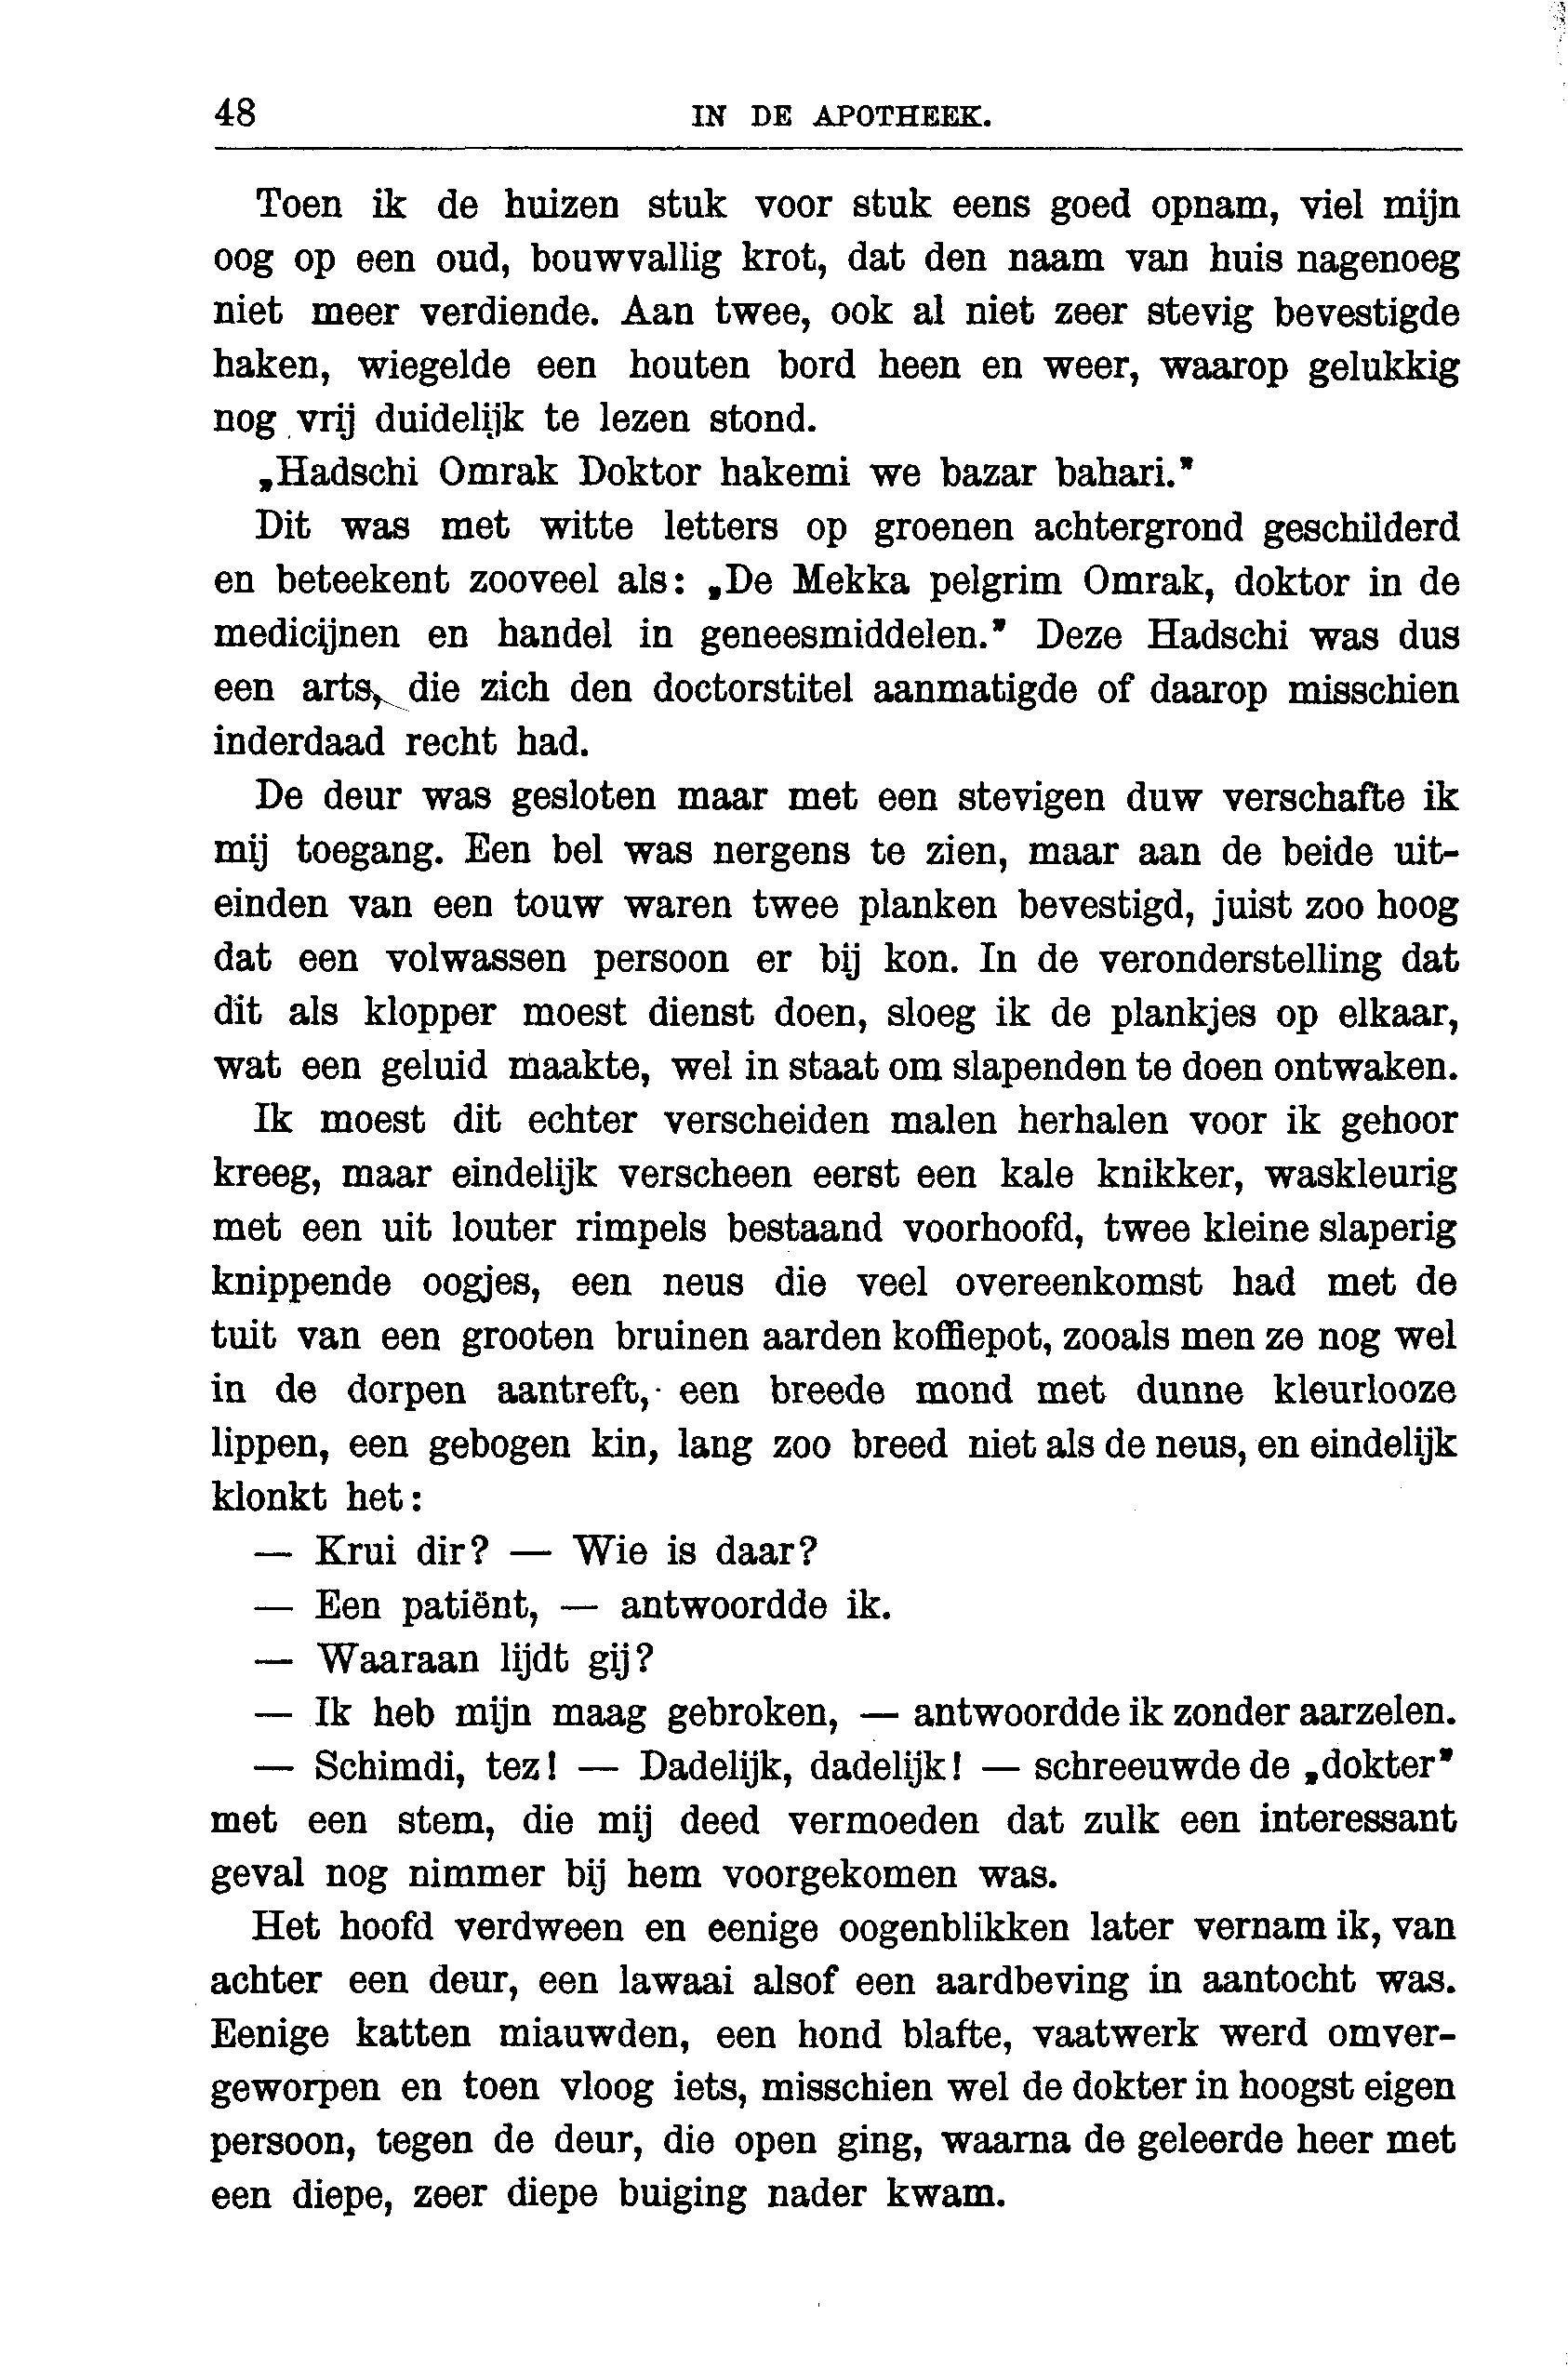 48 IN DE APOTHEEK.
Toen ik de huizen stuk voor stuk eens goed opnam, viel mijn
oog op een oud, bouwvallig krot, dat den naam van huis nagenoeg
niet meer verdiende. Aan twee, ook al niet zeer stevig bevestigde
haken, wiegelde een houten bord heen en weer, waarop gelukkig
nog vrij duidelijk te lezen stond.
„Hadschi Omrak Doktor hakemi we bazar bahari.”
Dit was met witte letters op groenen achtergrond geschilderd
en beteekent zooveel als: „De Mekka pelgrim Omrak, doktor in de
medicijnen en handel in geneesmiddelen.” Deze Hadschi was dus
een arts, die zich den doctorstitel aanmatigde of daarop misschien
inderdaad recht had.
De deur was gesloten maar met een stevigen duw verschafte ik
mij toegang. Een bel was nergens te zien, maar aan de beide uit-
einden van een touw waren twee planken bevestigd, juist zoo hoog
dat een volwassen persoon er bij kon. In de veronderstelling dat
dit als klopper moest dienst doen, sloeg ik de plankjes op elkaar,
wat een geluid maakte, wel in staat om slapenden te doen ontwaken.
Ik moest dit echter verscheiden malen herhalen voor ik gehoor
kreeg, maar eindelijk verscheen eerst een kale knikker, waskleurig
met een uit louter rimpels bestaand voorhoofd, twee kleine slaperig
knippende oogjes, een neus die veel overeenkomst had met de
tuit van een grooten bruinen aarden koffiepot, zooals men ze nog wel
in de dorpen aantreft, een breede mond met dunne kleurlooze
lippen, een gebogen kin, lang zoo breed niet als de neus, en eindelijk
klonkt het:
— Krui dir? — Wie is daar?
— Een patiënt, — antwoordde ik.
— Waaraan lijdt gij?
— Ik heb mijn maag gebroken, — antwoordde ik zonder aarzelen.
— Schimdi, tez! — Dadelijk, dadelijk! — schreeuwde de „dokter”
met een stem, die mij deed vermoeden dat zulk een interessant
geval nog nimmer bij hem voorgekomen was.
Het hoofd verdween en eenige oogenblikken later vernam ik, van
achter een deur, een lawaai alsof een aardbeving in aantocht was.
Eenige katten miauwden, een hond blafte, vaatwerk werd omver-
geworpen en toen vloog iets, misschien wel de dokter in hoogst eigen
persoon, tegen de deur, die open ging, waarna de geleerde heer met
een diepe, zeer diepe buiging nader kwam.